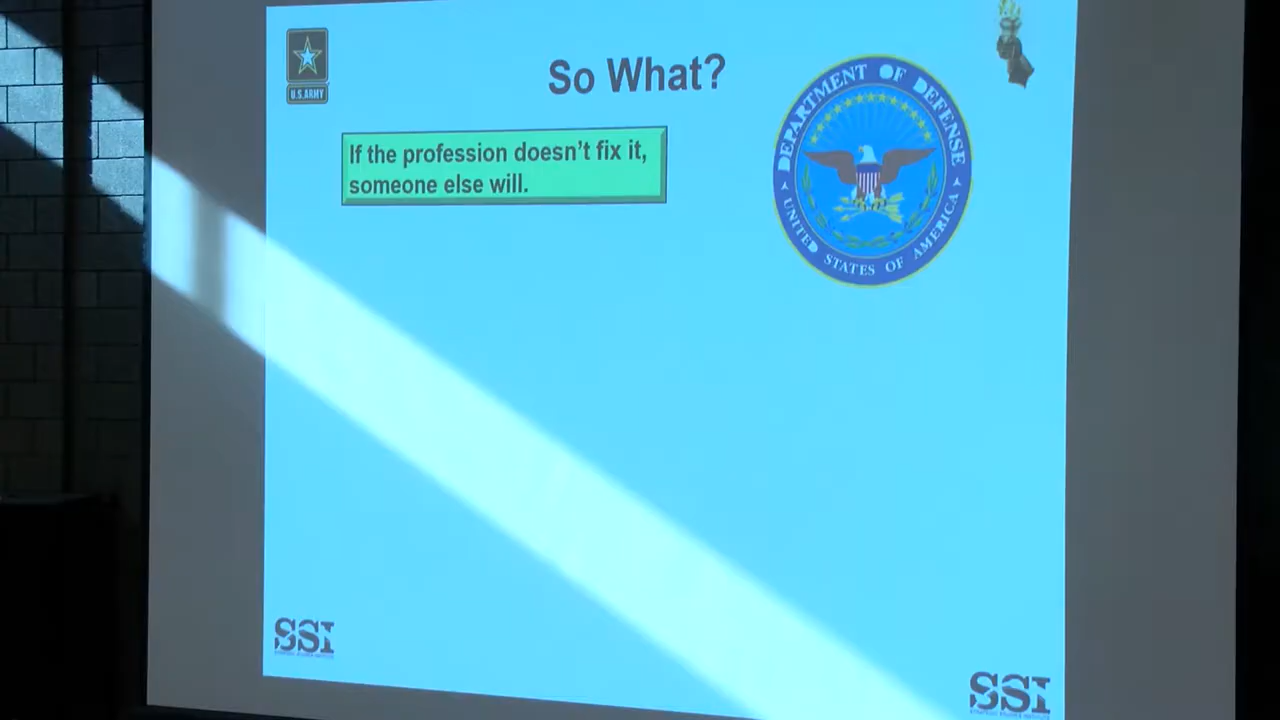 So What?
U.S.ARMY
DEPARTMENT OF DEFENSE
UNITED STATES OF AMERICA
If the profession doesn't fix it,
someone else will.
SSI
SSI